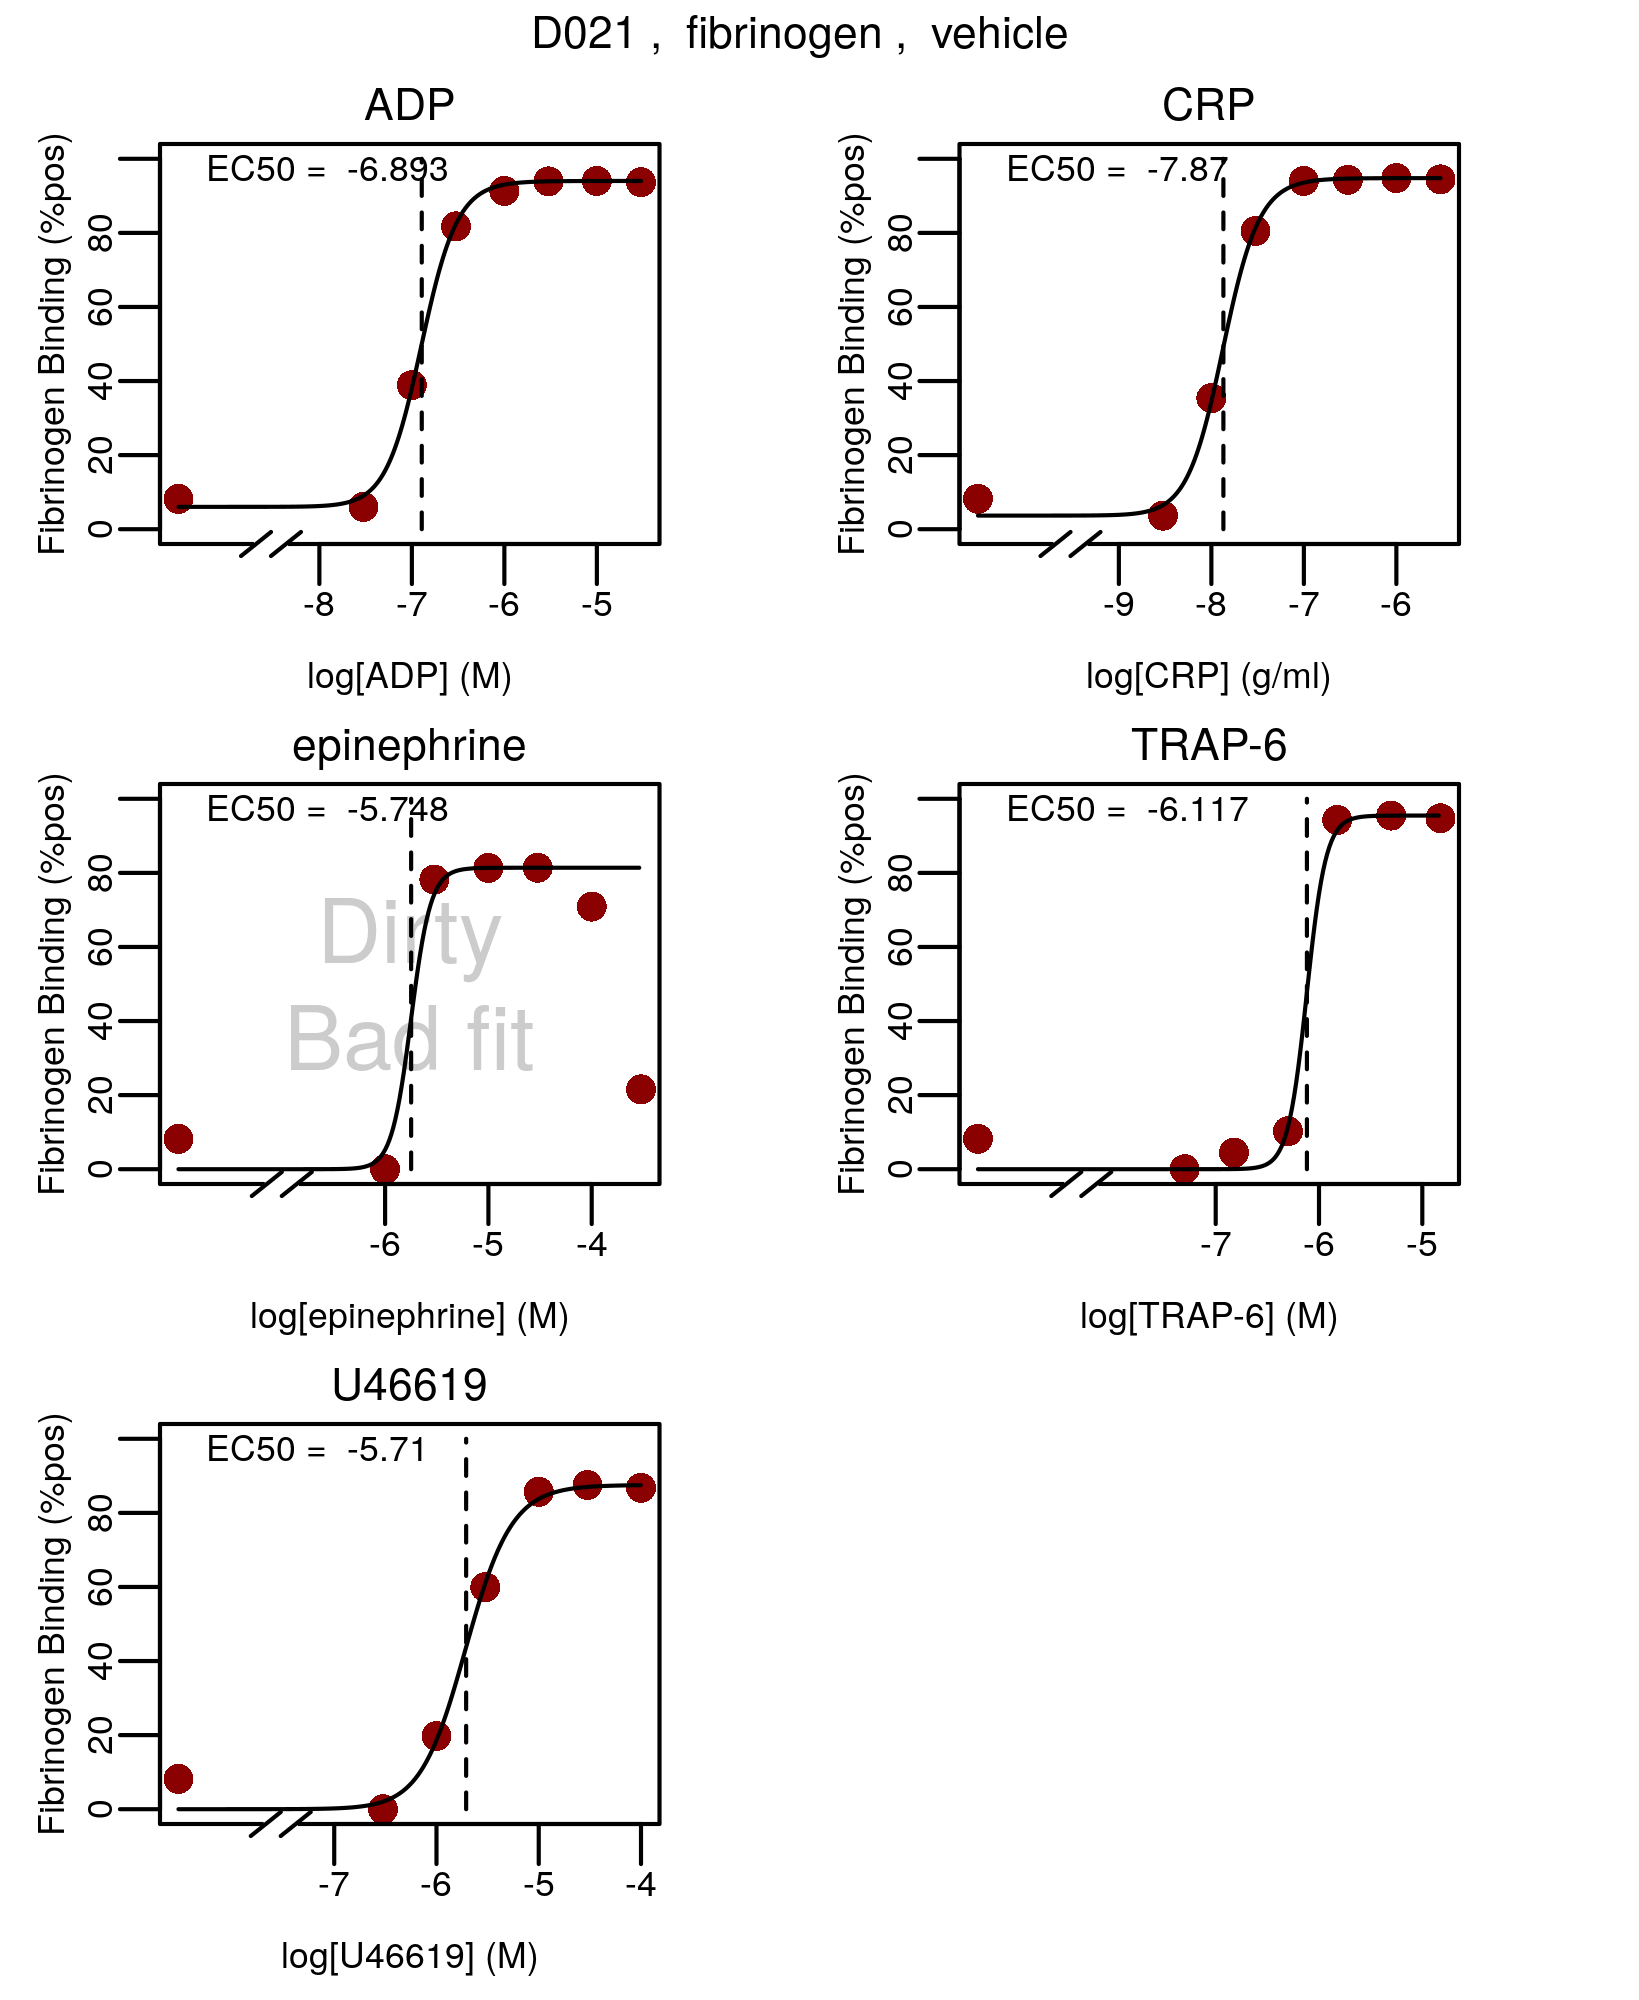 D021 , fibrinogen , vehicle
ADP
EC50 = -6.893
Fibrinogen Binding (%pos)
0 20 40 60 80
-8 -7 -6 -5
log[ADP] (M)
CRP
EC50 = -7.87
Fibrinogen Binding (%pos)
0 20 40 60 80
-9 -8 -7 -6
log[CRP] (g/ml)
epinephrine
EC50 = -5.748
Dirty
Bad fit
Fibrinogen Binding (%pos)
0 20 40 60 80
-6 -5 -4
log[epinephrine] (M)
TRAP-6
EC50 = -6.117
Fibrinogen Binding (%pos)
0 20 40 60 80
-7 -6 -5
log[TRAP-6] (M)
U46619
EC50 = -5.71
Fibrinogen Binding (%pos)
0 20 40 60 80
-7 -6 -5 -4
log[U46619] (M)